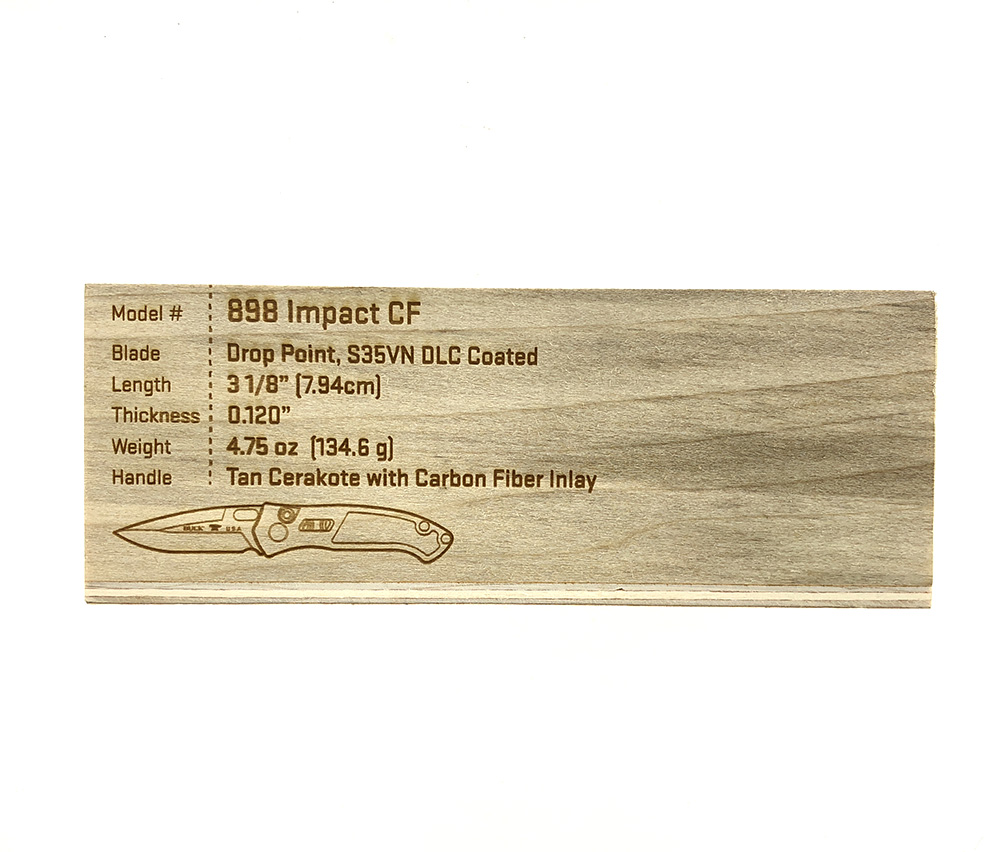 Model # 898 Impact CF
Blade Drop Point, S35VN DLC Coated
Length 3 1/8” (7.94cm)
Thickness 0.120”
Weight 4.75 oz (134.6 g)
Handle Tan Cerakote with Carbon Fiber Inlay
BUCK USA